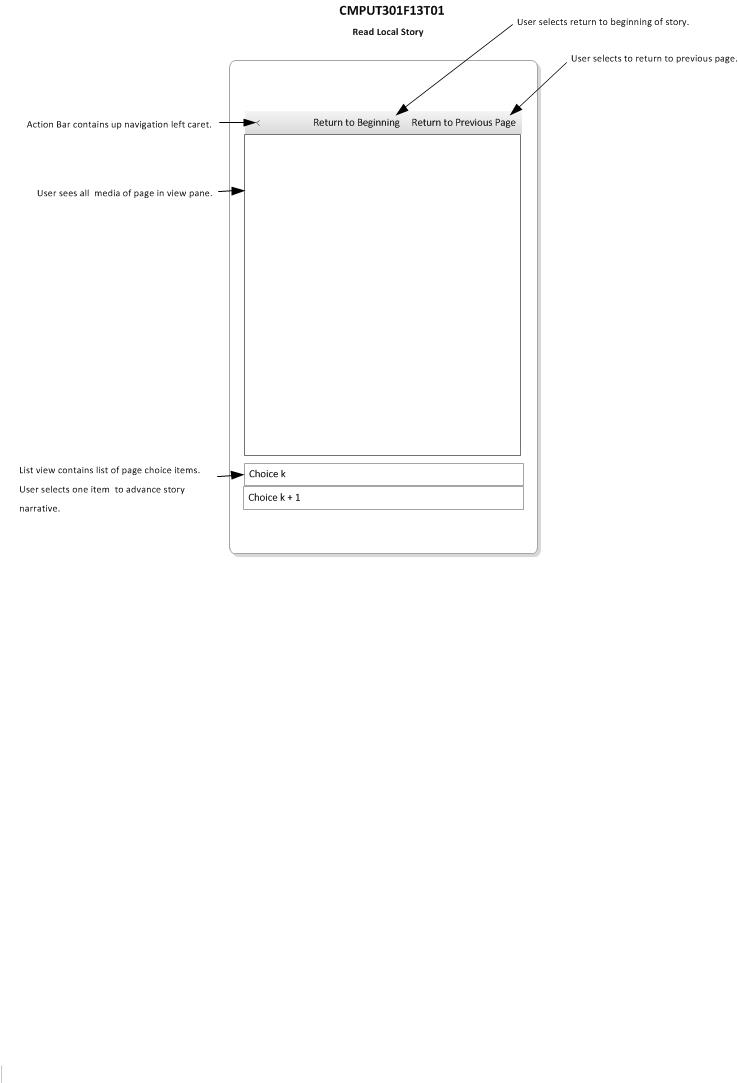 CMPUT301F13T01
Read Local Story
User selects return to beginning of story.
User selects to return to previous page.
Action Bar contains up navigation left caret.
< Return to Beginning Return to Previous Page
User sees all media of page in view pane.
List view contains list of page choice items.
User selects one item to advance story
narrative.
Choice k
Choice k + 1